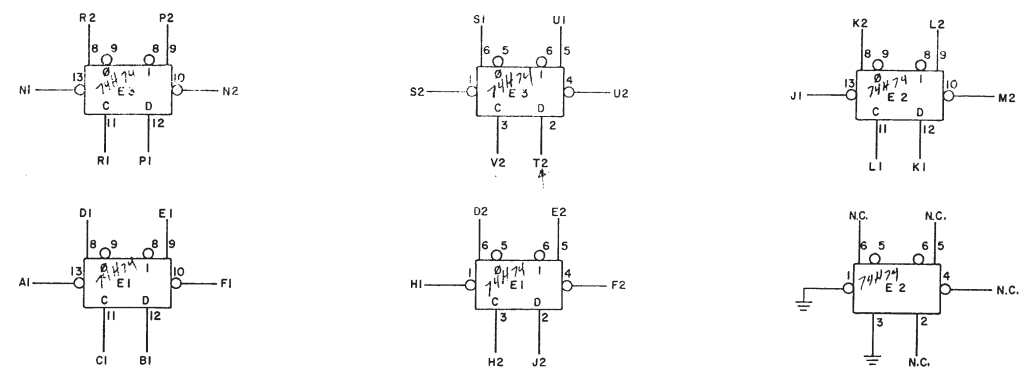 R2 P2
8 9 8 9
N1 13 Ø 1 10 N2
74H74
E3
C D
11 12
R1 P1
S1 U1
6 5 6 5
S2 1 Ø 1 4 U2
74H74
E3
C D
3 2
V2 T2
K2 L2
8 9 8 9
J1 13 Ø 1 10 M2
74H74
E2
C D
11 12
L1 K1
D1 E1
8 9 8 9
A1 13 Ø 1 10 F1
74H74
E1
C D
11 12
C1 B1
D2 E2
6 5 6 5
H1 1 Ø 1 4 F2
74H74
E1
C D
3 2
H2 J2
N.C. N.C.
6 5 6 5
1 4 N.C.
74H74
E2
3 2
N.C.